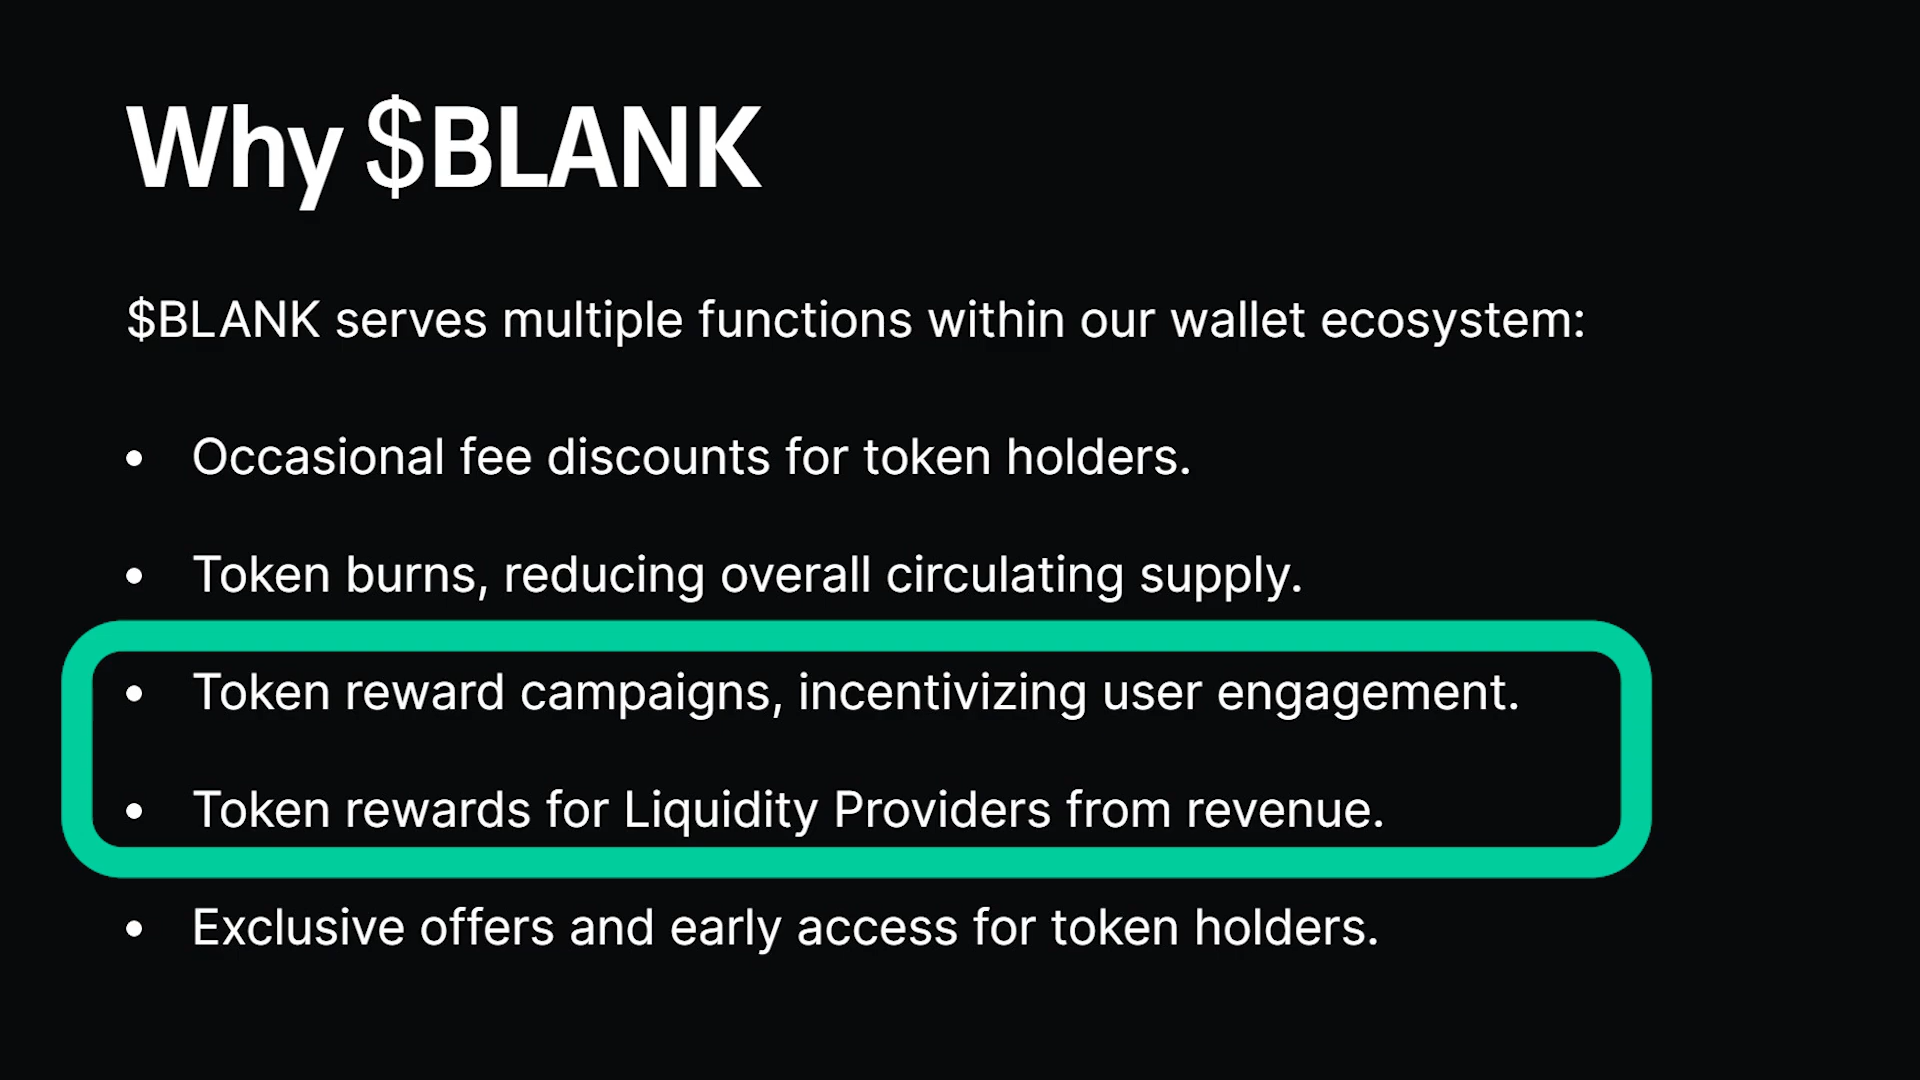 Why $BLANK
$BLANK serves multiple functions within our wallet ecosystem:
• Occasional fee discounts for token holders.
• Token burns, reducing overall circulating supply.
• Token reward campaigns, incentivizing user engagement.
• Token rewards for Liquidity Providers from revenue.
• Exclusive offers and early access for token holders.